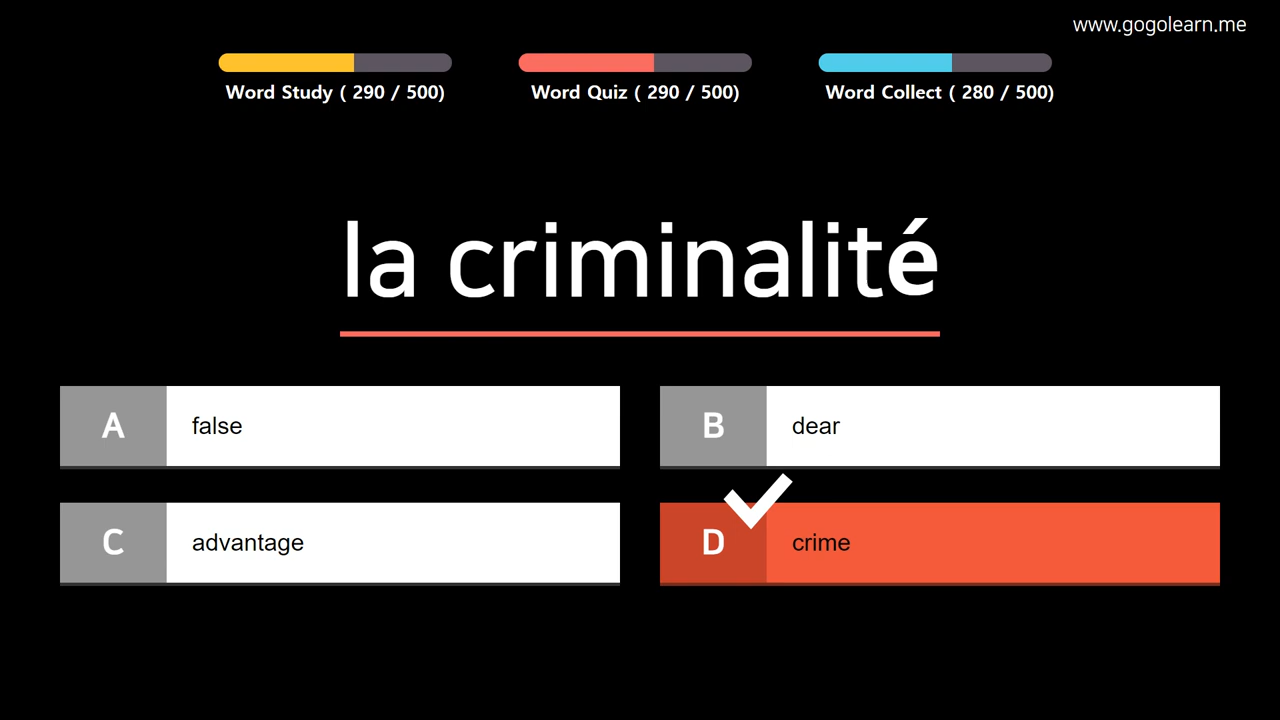 www.gogolearn.me
Word Study ( 290 / 500)
Word Quiz ( 290 / 500)
Word Collect ( 280 / 500)
la criminalité
A false
B dear
C advantage
D crime